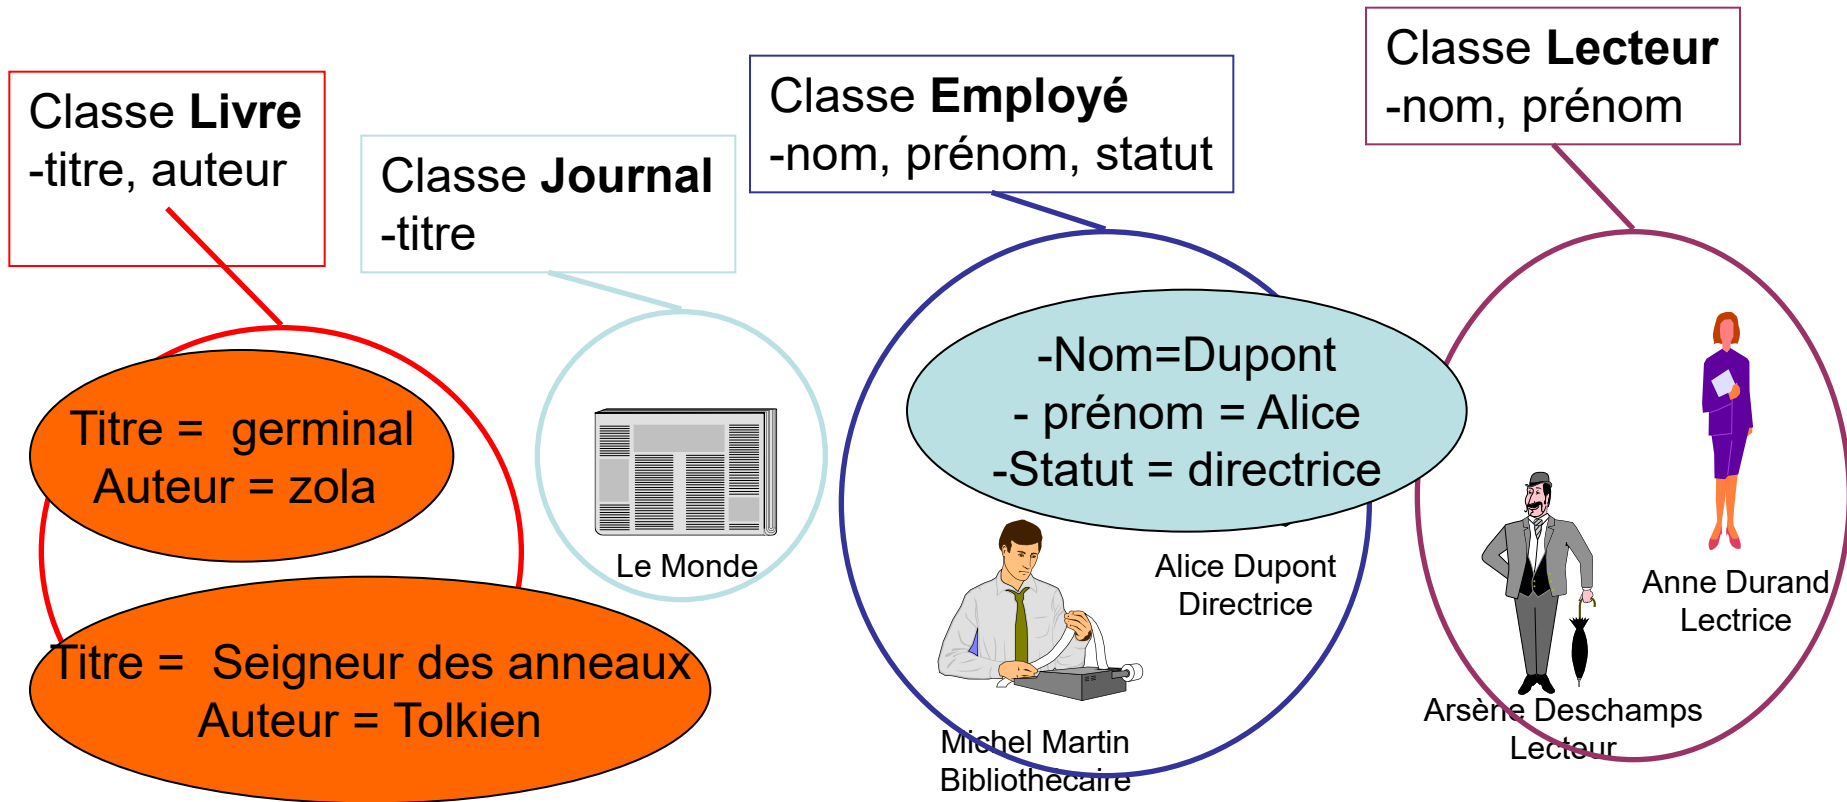 Classe Livre
-titre, auteur
Classe Journal
-titre
Classe Employé
-nom, prénom, statut
Classe Lecteur
-nom, prénom
Titre =  germinal
Auteur = zola
Titre =  Seigneur des anneaux
Auteur = Tolkien
Le Monde
-Nom=Dupont
- prénom = Alice
-Statut = directrice
Alice Dupont
Directrice
Michel Martin
Bibliothécaire
Anne Durand
Lectrice
Arsène Deschamps
Lecteur